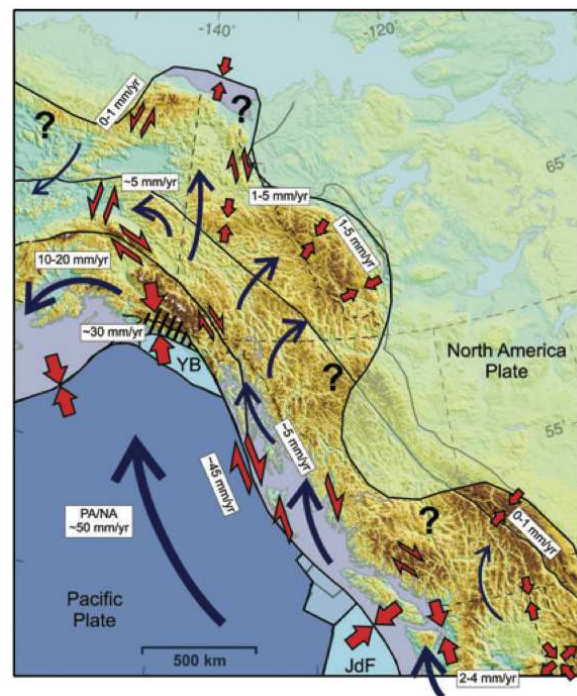 -140°
-120°
?
0-1 mm/yr
?
65°
~5 mm/yr
1-5 mm/yr
1-5 mm/yr
10-20 mm/yr
~30 mm/yr
YB
North America
Plate
?
55°
~5 mm/yr
~45 mm/yr
?
0-1 mm/yr
PA/NA
~50 mm/yr
Pacific
Plate
500 km
JdF
2-4 mm/yr